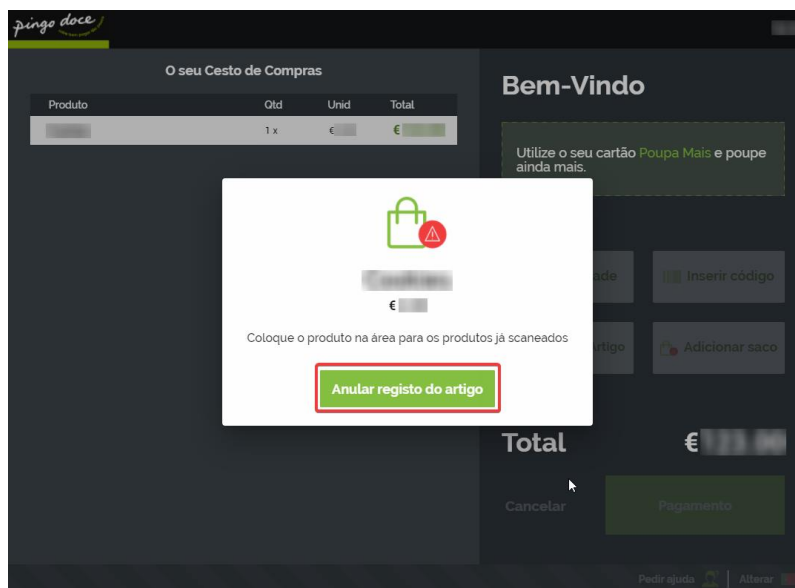 pingo doce
O seu Cesto de Compras
Produto Qtd Unid Total
1 x € €
Bem-Vindo
Utilize o seu cartão Poupa Mais e poupe
ainda mais.
ade
Inserir código
€
Coloque o produto na área para os produtos já scaneados
Artigo
Adicionar saco
Anular registo do artigo
Total €
Cancelar
Pagamento
Pedir ajuda
Alterar